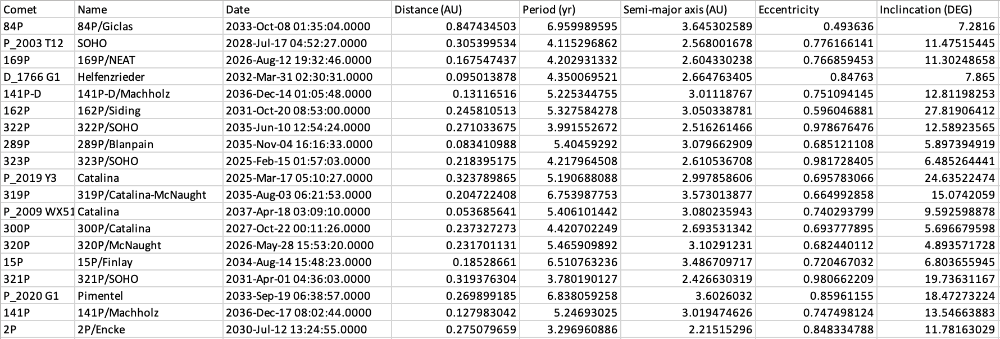 Comet Name Date Distance (AU) Period (yr) Semi-major axis (AU) Eccentricity Inclincation (DEG)
84P 84P/Giclas 2033-Oct-08 01:35:04.0000 0.847434503 6.959989595 3.645302589 0.493636 7.2816
P_2003 T12 SOHO 2028-Jul-17 04:52:27.0000 0.305399534 4.115296862 2.568001678 0.776166141 11.47515445
169P 169P/NEAT 2026-Aug-12 19:32:46.0000 0.167547437 4.202931332 2.604330238 0.766859453 11.30248658
D_1766 G1 Helfenzrieder 2032-Mar-31 02:30:31.0000 0.095013878 4.350069521 2.664763405 0.84763 7.865
141P-D 141P-D/Machholz 2036-Dec-14 01:05:48.0000 0.13116516 5.225344755 3.01118767 0.751094145 12.81198253
162P 162P/Siding 2031-Oct-20 08:53:00.0000 0.245810513 5.327584278 3.050338781 0.596046881 27.81906412
322P 322P/SOHO 2035-Jun-10 12:54:24.0000 0.271033675 3.991552672 2.516261466 0.978676476 12.58923565
289P 289P/Blanpain 2035-Nov-04 16:16:33.0000 0.083410988 5.40459292 3.079662909 0.685121108 5.897394919
323P 323P/SOHO 2025-Feb-15 01:57:03.0000 0.218395175 4.217964508 2.610536708 0.981728405 6.485264441
P_2019 Y3 Catalina 2025-Mar-17 05:10:27.0000 0.323789865 5.190688088 2.997858606 0.695783066 24.63522474
319P 319P/Catalina-McNaught 2035-Aug-03 06:21:53.0000 0.204722408 6.753987753 3.573013877 0.664992858 15.0742059
P_2009 WX51 Catalina 2037-Apr-18 03:09:10.0000 0.053685641 5.406101442 3.080235943 0.740293799 9.592598878
300P 300P/Catalina 2027-Oct-22 00:11:26.0000 0.237327273 4.420702249 2.693531342 0.693777895 5.696679598
320P 320P/McNaught 2026-May-28 15:53:20.0000 0.231701131 5.465909892 3.10291231 0.682440112 4.893571728
15P 15P/Finlay 2034-Aug-14 15:48:23.0000 0.18528661 6.510763236 3.486709717 0.720467032 6.803655945
321P 321P/SOHO 2031-Apr-01 04:36:03.0000 0.319376304 3.780190127 2.426630319 0.980662209 19.73631167
P_2020 G1 Pimentel 2033-Sep-19 06:38:57.0000 0.269899185 6.838059258 3.6026032 0.85961155 18.47273224
141P 141P/Machholz 2036-Dec-17 08:02:44.0000 0.127983042 5.24693025 3.019474626 0.747498124 13.54663883
2P 2P/Encke 2030-Jul-12 13:24:55.0000 0.275079659 3.296960886 2.21515296 0.848334788 11.78163029